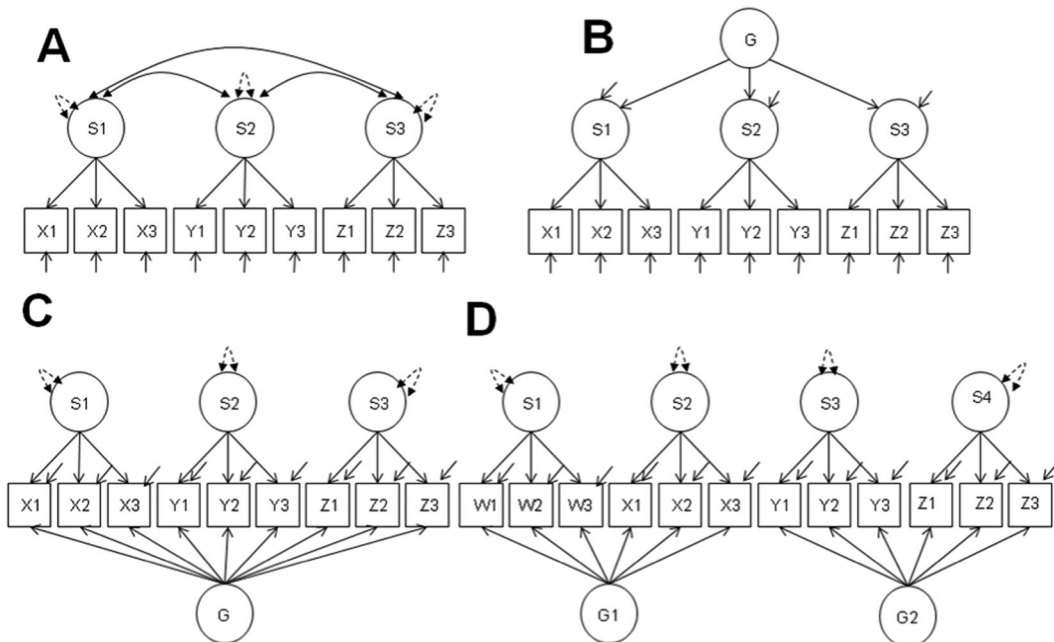 A
B
G
S1 S2 S3
S1 S2 S3
X1 X2 X3 Y1 Y2 Y3 Z1 Z2 Z3
X1 X2 X3 Y1 Y2 Y3 Z1 Z2 Z3
C
D
S1 S2 S3
S1 S2 S3 S4
X1 X2 X3 Y1 Y2 Y3 Z1 Z2 Z3
W1 W2 W3 X1 X2 X3 Y1 Y2 Y3 Z1 Z2 Z3
G
G1 G2